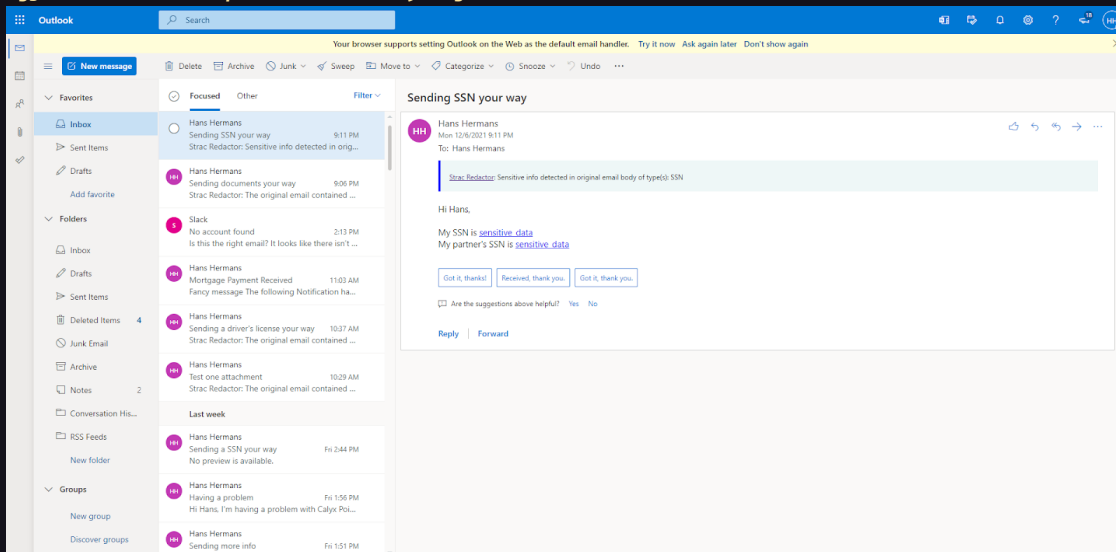 Outlook
Search
18
HH
Your browser supports setting Outlook on the Web as the default email handler. Try it now Ask again later Don't show again
New message Delete Archive Junk Sweep Move to Categorize Snooze Undo
Favorites
Inbox
Sent Items
Drafts
Add favorite
Folders
Inbox
Drafts
Sent Items
Deleted Items 4
Junk Email
Archive
Notes 2
Conversation His...
RSS Feeds
New folder
Groups
New group
Discover groups
Focused Other Filter
Hans Hermans
Sending SSN your way 9:11 PM
Strac Redactor: Sensitive info detected in orig...
HH
Hans Hermans
Sending documents your way 9:06 PM
Strac Redactor: The original email contained ...
S
Slack
No account found 2:13 PM
Is this the right email? It looks like there isn't ...
HH
Hans Hermans
Mortgage Payment Received 11:03 AM
Fancy message The following Notification ha...
HH
Hans Hermans
Sending a driver's license your way 10:37 AM
Strac Redactor: The original email contained ...
HH
Hans Hermans
Test one attachment 10:29 AM
Strac Redactor: The original email contained ...
Last week
HH
Hans Hermans
Sending a SSN your way Fri 2:44 PM
No preview is available.
HH
Hans Hermans
Having a problem Fri 1:56 PM
Hi Hans, I'm having a problem with Calyx Poi...
HH
Hans Hermans
Sending more info Fri 1:51 PM
Sending SSN your way
HH
Hans Hermans
Mon 12/6/2021 9:11 PM
To: Hans Hermans
Strac Redactor: Sensitive info detected in original email body of type(s): SSN
Hi Hans,
My SSN is sensitive_data
My partner's SSN is sensitive_data
Got it, thanks! Received, thank you. Got it, thank you.
Are the suggestions above helpful? Yes No
Reply Forward